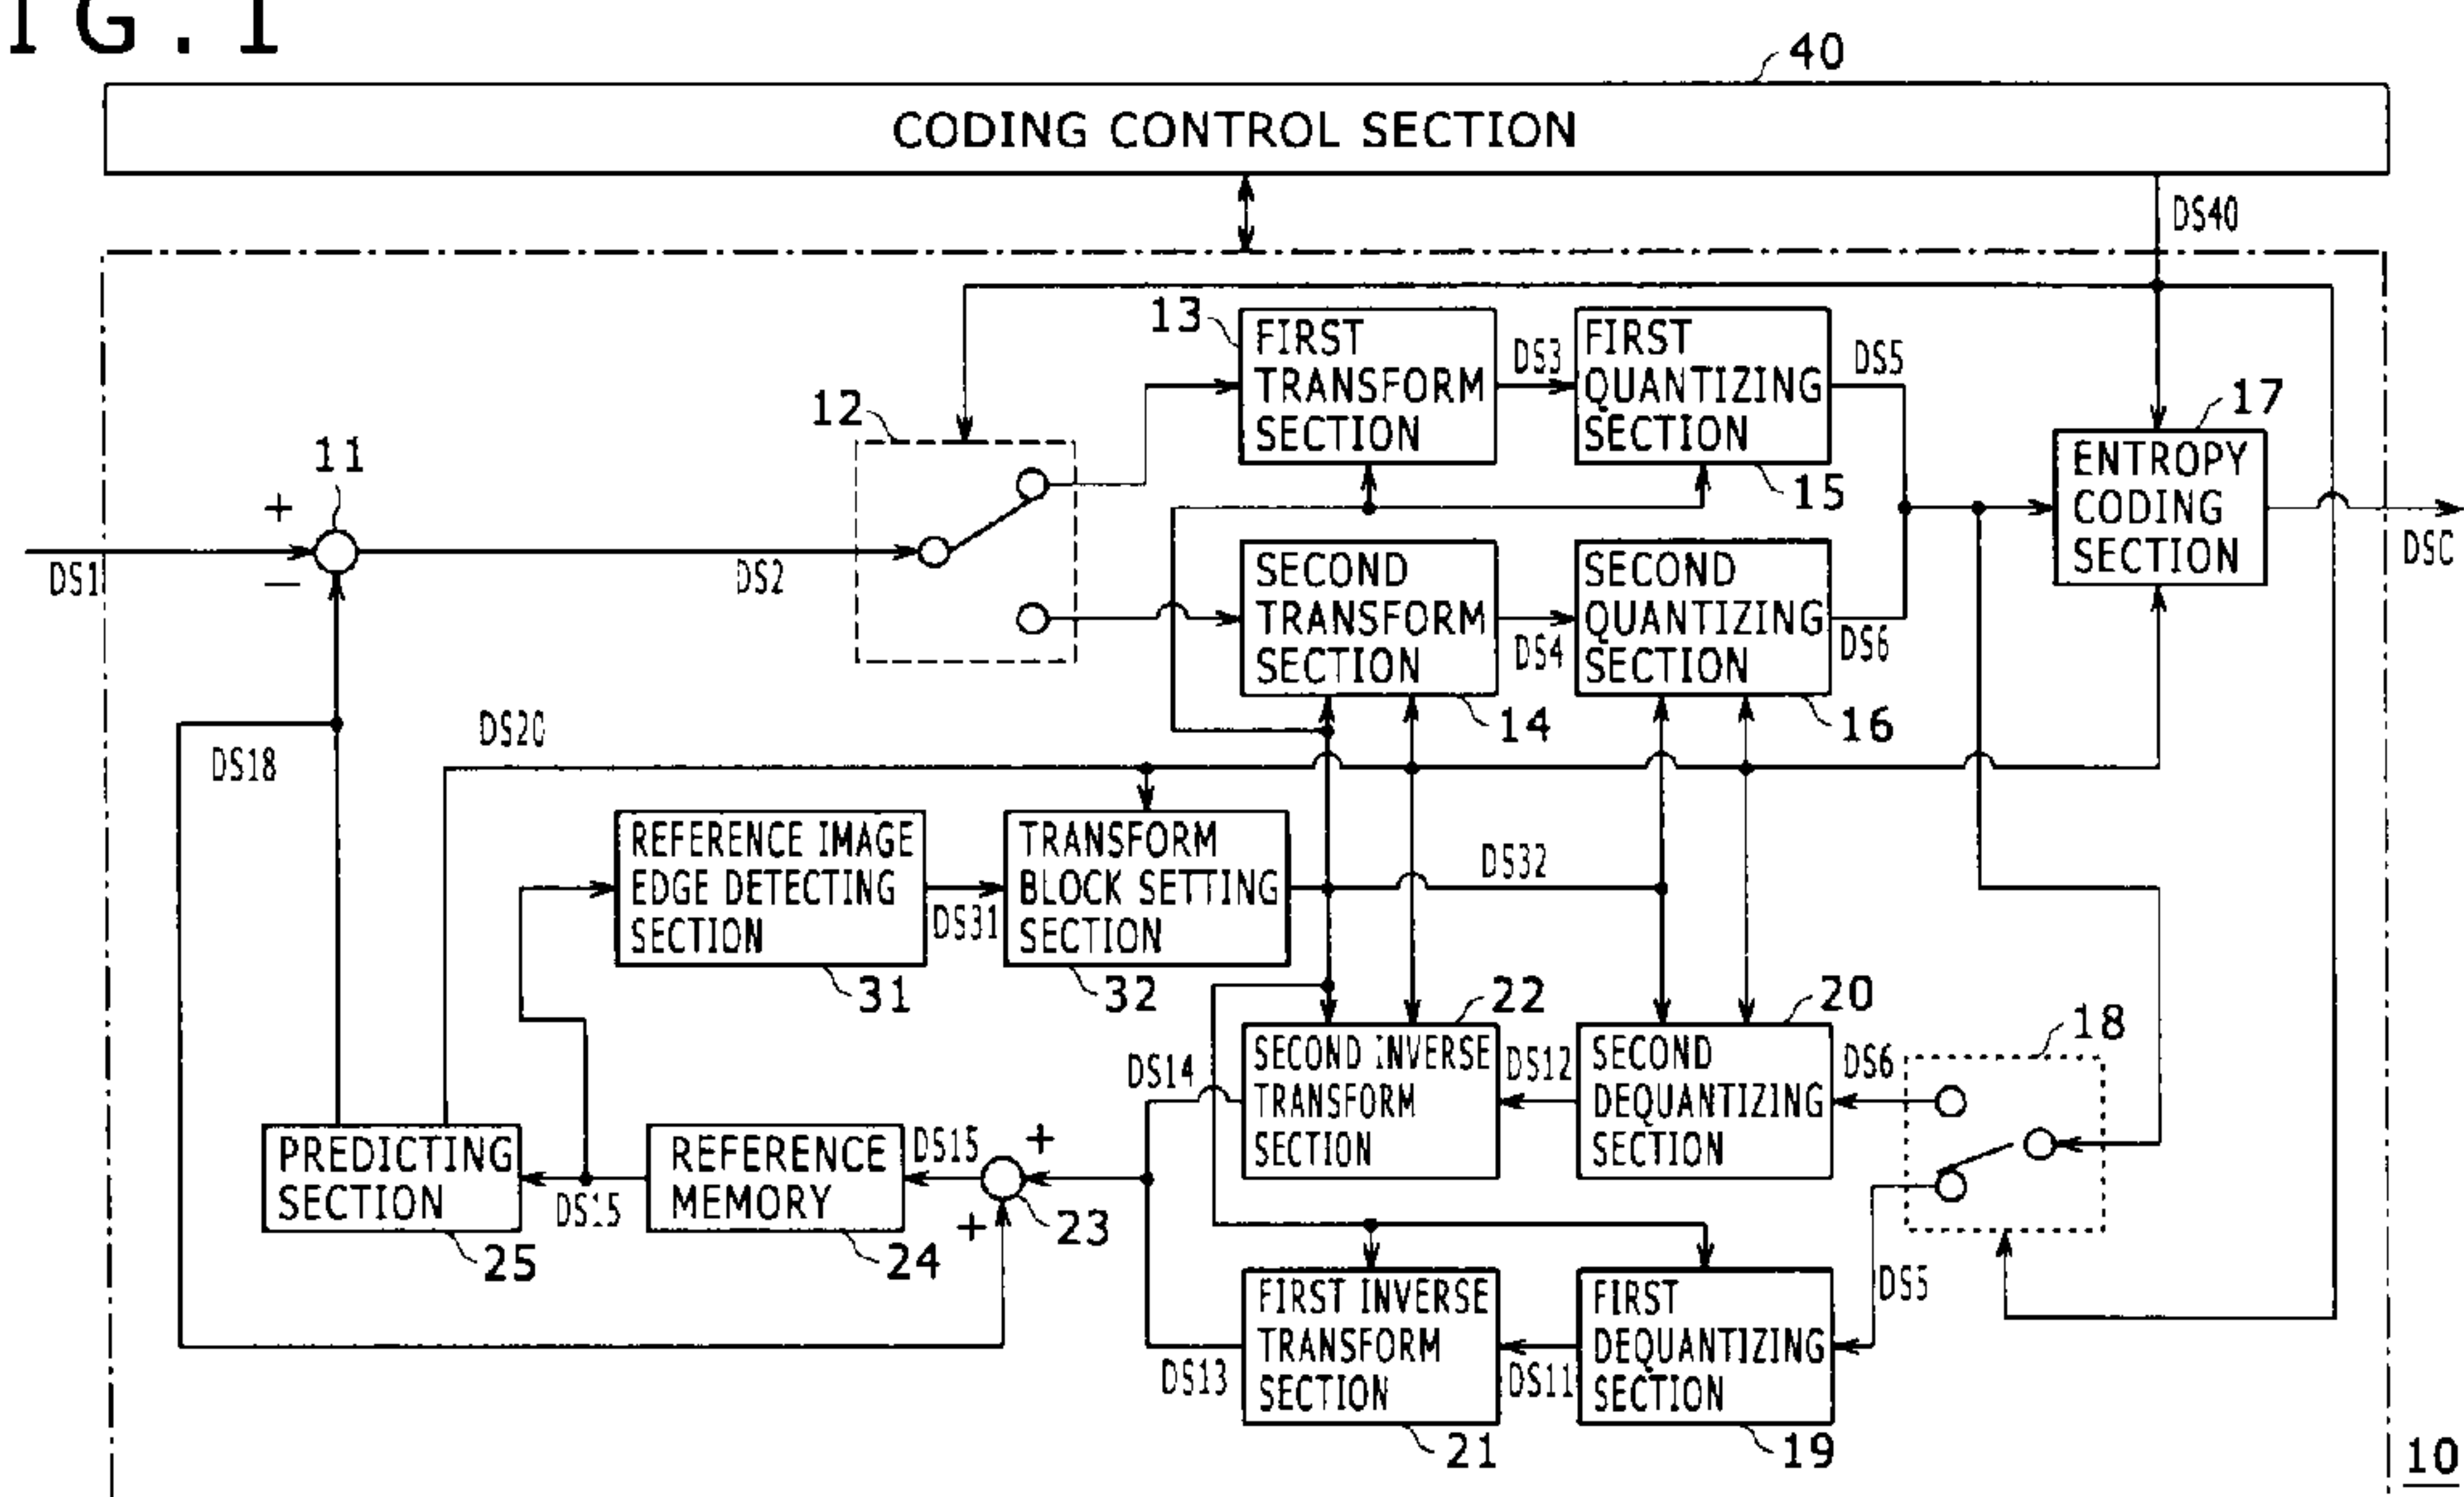 IG.1
40
CODING CONTROL SECTION
DS40
13
FIRST
TRANSFORM
SECTION
DS3
FIRST
QUANTIZING
SECTION
DS5
15
12
17
ENTROPY
CODING
SECTION
DSC
11
+
−
DS1
DS2
SECOND
TRANSFORM
SECTION
DS4
SECOND
QUANTIZING
SECTION
DS6
14
16
DS18
DS20
REFERENCE IMAGE
EDGE DETECTING
SECTION
DS31
TRANSFORM
BLOCK SETTING
SECTION
DS32
31
32
22
20
18
DS14
SECOND INVERSE
TRANSFORM
SECTION
DS12
SECOND
DEQUANTIZING
SECTION
DS6
PREDICTING
SECTION
DS15
REFERENCE
MEMORY
DS15
+
+
23
25
24
DS13
FIRST INVERSE
TRANSFORM
SECTION
DS11
FIRST
DEQUANTIZING
SECTION
DS5
21
19
10